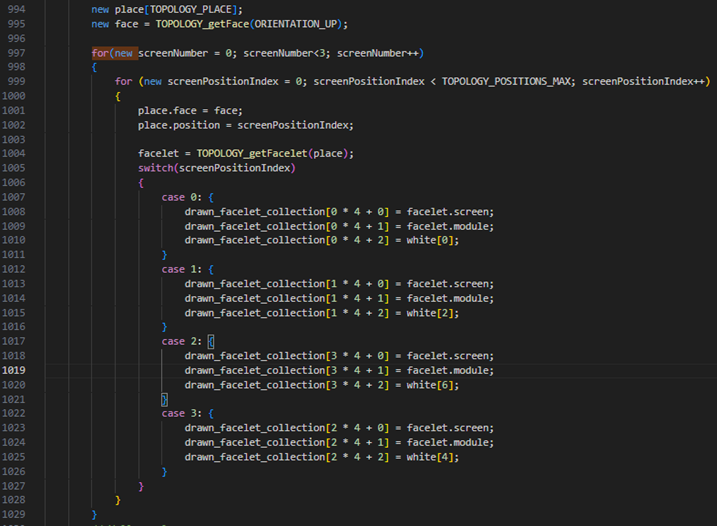 994 new place[TOPOLOGY_PLACE];
995 new face = TOPOLOGY_getFace(ORIENTATION_UP);
996
997 for(new screenNumber = 0; screenNumber<3; screenNumber++)
998 {
999 for (new screenPositionIndex = 0; screenPositionIndex < TOPOLOGY_POSITIONS_MAX; screenPositionIndex++)
1000 {
1001 place.face = face;
1002 place.position = screenPositionIndex;
1003
1004 facelet = TOPOLOGY_getFacelet(place);
1005 switch(screenPositionIndex)
1006 {
1007 case 0: {
1008 drawn_facelet_collection[0 * 4 + 0] = facelet.screen;
1009 drawn_facelet_collection[0 * 4 + 1] = facelet.module;
1010 drawn_facelet_collection[0 * 4 + 2] = white[0];
1011 }
1012 case 1: {
1013 drawn_facelet_collection[1 * 4 + 0] = facelet.screen;
1014 drawn_facelet_collection[1 * 4 + 1] = facelet.module;
1015 drawn_facelet_collection[1 * 4 + 2] = white[2];
1016 }
1017 case 2: {
1018 drawn_facelet_collection[3 * 4 + 0] = facelet.screen;
1019 drawn_facelet_collection[3 * 4 + 1] = facelet.module;
1020 drawn_facelet_collection[3 * 4 + 2] = white[6];
1021 }
1022 case 3: {
1023 drawn_facelet_collection[2 * 4 + 0] = facelet.screen;
1024 drawn_facelet_collection[2 * 4 + 1] = facelet.module;
1025 drawn_facelet_collection[2 * 4 + 2] = white[4];
1026 }
1027 }
1028 }
1029 }